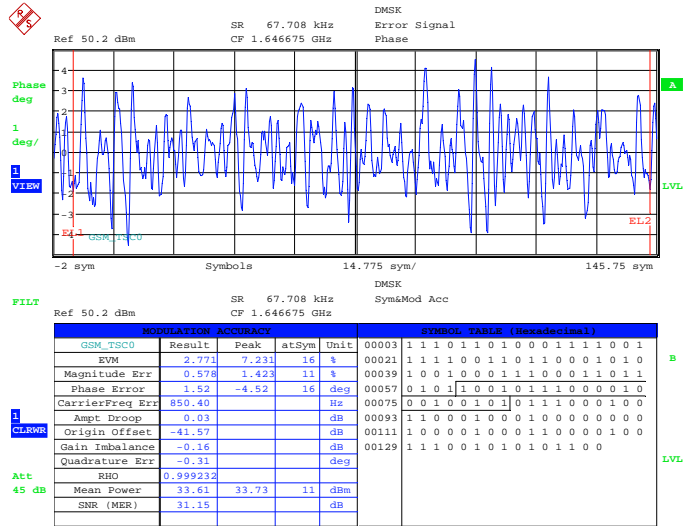 DMSK
SR 67.708 kHz Error Signal
Ref 50.2 dBm CF 1.646675 GHz Phase
Phase
deg
1
deg/
1
VIEW
4
3
2
1
0
-1
-2
-3
-4
EL1
GSM_TSC0
EL2
A
LVL
-2 sym Symbols 14.775 sym/ 145.75 sym
DMSK
FILT
SR 67.708 kHz Sym&Mod Acc
Ref 50.2 dBm CF 1.646675 GHz
MODULATION ACCURACY SYMBOL TABLE (Hexadecimal)
GSM_TSC0 Result Peak atSym Unit 00003 1 1 1 0 1 1 0 1 0 0 0 1 1 1 1 0 0 1
EVM 2.771 7.231 16 % 00021 1 1 1 1 0 0 0 1 0 0 1 0 0 0 0 0 1 0
Magnitude Err 0.578 1.423 11 % 00039 1 0 0 1 0 0 0 1 1 1 0 0 0 0 1 0 1 1
Phase Error 1.52 -4.52 16 deg 00057 0 1 0 1 1 0 0 1 0 1 1 1 0 0 0 0 1 0
CarrierFreq Err 850.40 Hz 00075 0 0 1 0 0 1 0 1 0 1 1 1 1 0 0 1 0 0
Ampt Droop 0.03 dB 00093 1 1 0 0 0 1 0 0 0 1 0 0 0 0 0 0 0 0
Origin Offset -41.57 dB 00111 1 0 0 0 1 0 0 1 1 0 0 1 0 0 0 1 0 0
Gain Imbalance -0.16 dB 00129 1 1 1 0 0 1 0 1 0 1 0 1 1 0 0
Quadrature Err -0.31 deg
RHO 0.999232
Mean Power 33.61 33.73 11 dBm
SNR (MER) 31.15 dB
1
CLRWR
Att
45 dB
B
LVL